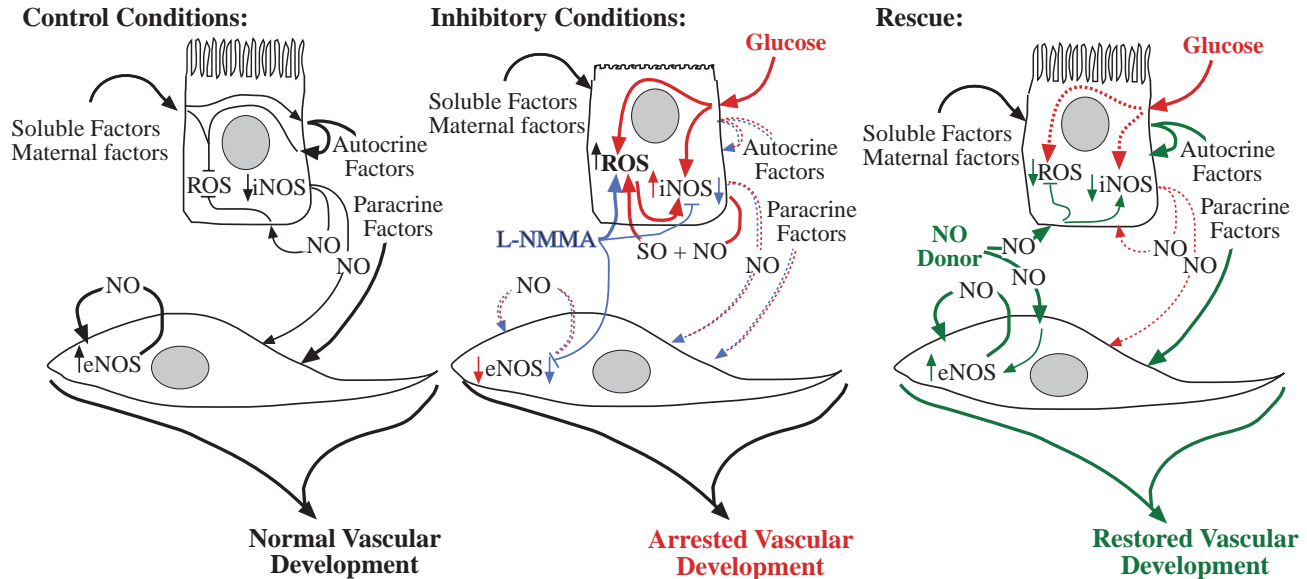 Control Conditions:
Soluble Factors
Maternal factors
Autocrine
Factors
ROS
↓iNOS
Paracrine
Factors
NO
NO
NO
↑eNOS
Normal Vascular
Development
Inhibitory Conditions:
Glucose
Soluble Factors
Maternal factors
Autocrine
Factors
↑ROS
↑iNOS↓
Paracrine
Factors
L-NMMA
SO + NO
NO
NO
↓eNOS↓
Arrested Vascular
Development
Rescue:
Glucose
Soluble Factors
Maternal factors
Autocrine
Factors
↓ROS
↓iNOS
Paracrine
Factors
NO
Donor
NO
NO
NO
NO
NO
↑eNOS
Restored Vascular
Development